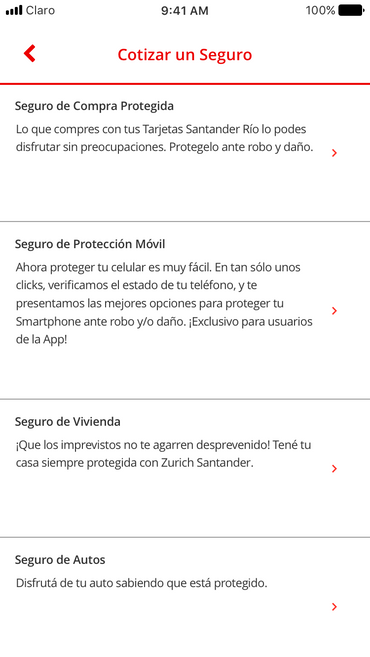 Claro 9:41 AM 100%
Cotizar un Seguro
Seguro de Compra Protegida
Lo que compres con tus Tarjetas Santander Río lo podes
disfrutar sin preocupaciones. Protegelo ante robo y daño.
Seguro de Protección Móvil
Ahora proteger tu celular es muy fácil. En tan sólo unos
clicks, verificamos el estado de tu teléfono, y te
presentamos las mejores opciones para proteger tu
Smartphone ante robo y/o daño. ¡Exclusivo para usuarios
de la App!
Seguro de Vivienda
¡Que los imprevistos no te agarren desprevenido! Tené tu
casa siempre protegida con Zurich Santander.
Seguro de Autos
Disfrutá de tu auto sabiendo que está protegido.